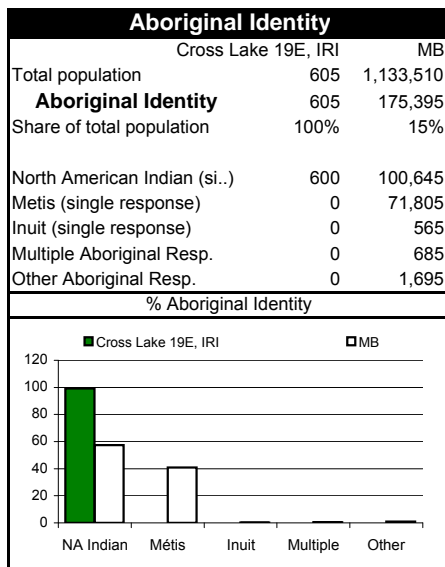 Aboriginal Identity
Cross Lake 19E, IRI MB
Total population 605 1,133,510
Aboriginal Identity 605 175,395
Share of total population 100% 15%
North American Indian (si..) 600 100,645
Metis (single response) 0 71,805
Inuit (single response) 0 565
Multiple Aboriginal Resp. 0 685
Other Aboriginal Resp. 0 1,695
% Aboriginal Identity
Cross Lake 19E, IRI MB
120
100
80
60
40
20
0
NA Indian Métis Inuit Multiple Other